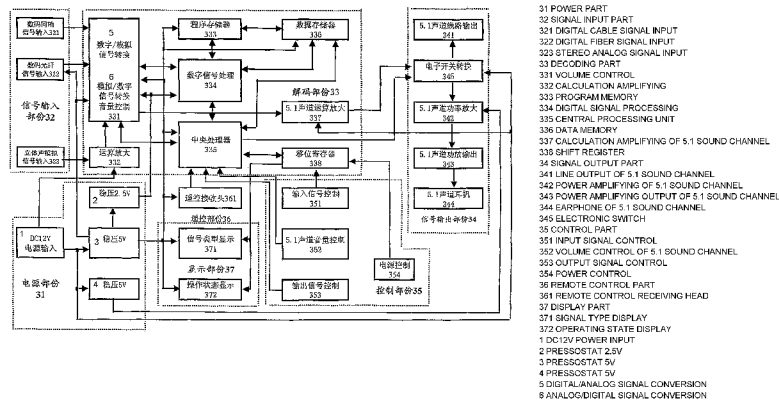 数码同轴
信号输入321
数码光纤
信号输入322
信号输入
部份32
立体声模拟
信号输入323
5
数字/模拟
信号转换
6
模拟/数字
信号转换
音量控制
331
运算放大
332
程序存储器
333
数据存储器
336
数字信号处理
334
解码部份33
5.1声道运算放大
337
中央处理器
335
移位寄存器
338
5.1声道线路输出
341
电子开关转换
345
5.1声道功率放大
342
5.1声道功放输出
343
5.1声道耳机
344
信号输出部份34
1
DC12V
电源输入
2
稳压2.5V
3
稳压5V
4
稳压5V
电源部份
31
遥控接收头361
遥控部份36
信号类型显示
371
显示部份37
操作状态显示
372
输入信号控制
351
5.1声道音量控制
352
输出信号控制
353
电源控制
354
控制部份35
31 POWER PART
32 SIGNAL INPUT PART
321 DIGITAL CABLE SIGNAL INPUT
322 DIGITAL FIBER SIGNAL INPUT
323 STEREO ANALOG SIGNAL INPUT
33 DECODING PART
331 VOLUME CONTROL
332 CALCULATION AMPLIFYING
333 PROGRAM MEMORY
334 DIGITAL SIGNAL PROCESSING
335 CENTRAL PROCESSING UNIT
336 DATA MEMORY
337 CALCULATION AMPLIFYING OF 5.1 SOUND CHANNEL
338 SHIFT REGISTER
34 SIGNAL OUTPUT PART
341 LINE OUTPUT OF 5.1 SOUND CHANNEL
342 POWER AMPLIFYING OF 5.1 SOUND CHANNEL
343 POWER AMPLIFYING OUTPUT OF 5.1 SOUND CHANNEL
344 EARPHONE OF 5.1 SOUND CHANNEL
345 ELECTRONIC SWITCH
35 CONTROL PART
351 INPUT SIGNAL CONTROL
352 VOLUME CONTROL OF 5.1 SOUND CHANNEL
353 OUTPUT SIGNAL CONTROL
354 POWER CONTROL
36 REMOTE CONTROL PART
361 REMOTE CONTROL RECEIVING HEAD
37 DISPLAY PART
371 SIGNAL TYPE DISPLAY
372 OPERATING STATE DISPLAY
1 DC12V POWER INPUT
2 PRESSOSTAT 2.5V
3 PRESSOSTAT 5V
4 PRESSOSTAT 5V
5 DIGITAL/ANALOG SIGNAL CONVERSION
6 ANALOG/DIGITAL SIGNAL CONVERSION